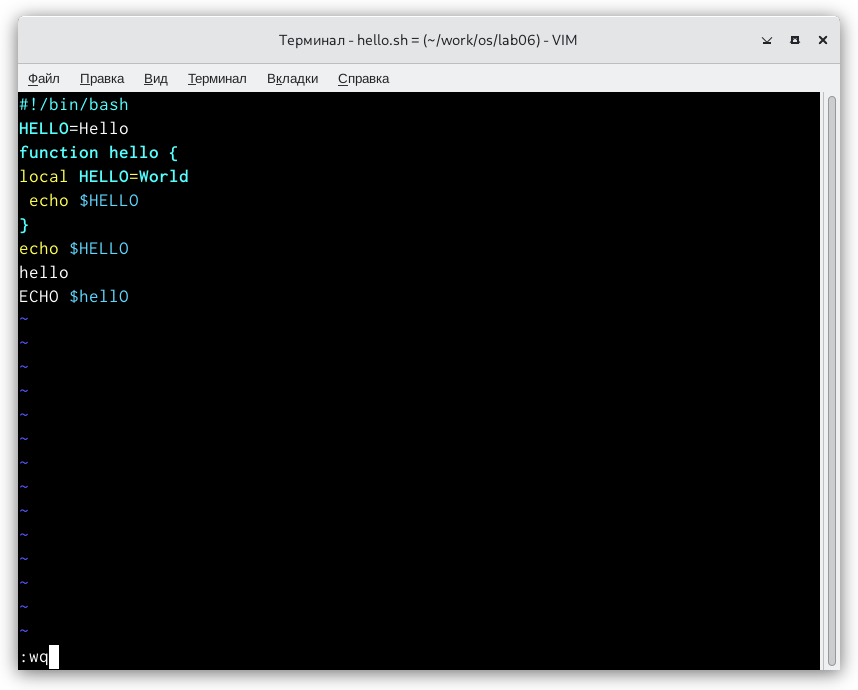 Терминал - hello.sh = (~/work/os/lab06) - VIM
Файл Правка Вид Терминал Вкладки Справка
#!/bin/bash
HELLO=Hello
function hello {
local HELLO=World
 echo $HELLO
}
echo $HELLO
hello
ECHO $hellO
~
~
~
~
~
~
~
~
~
~
~
~
~
~
:wq